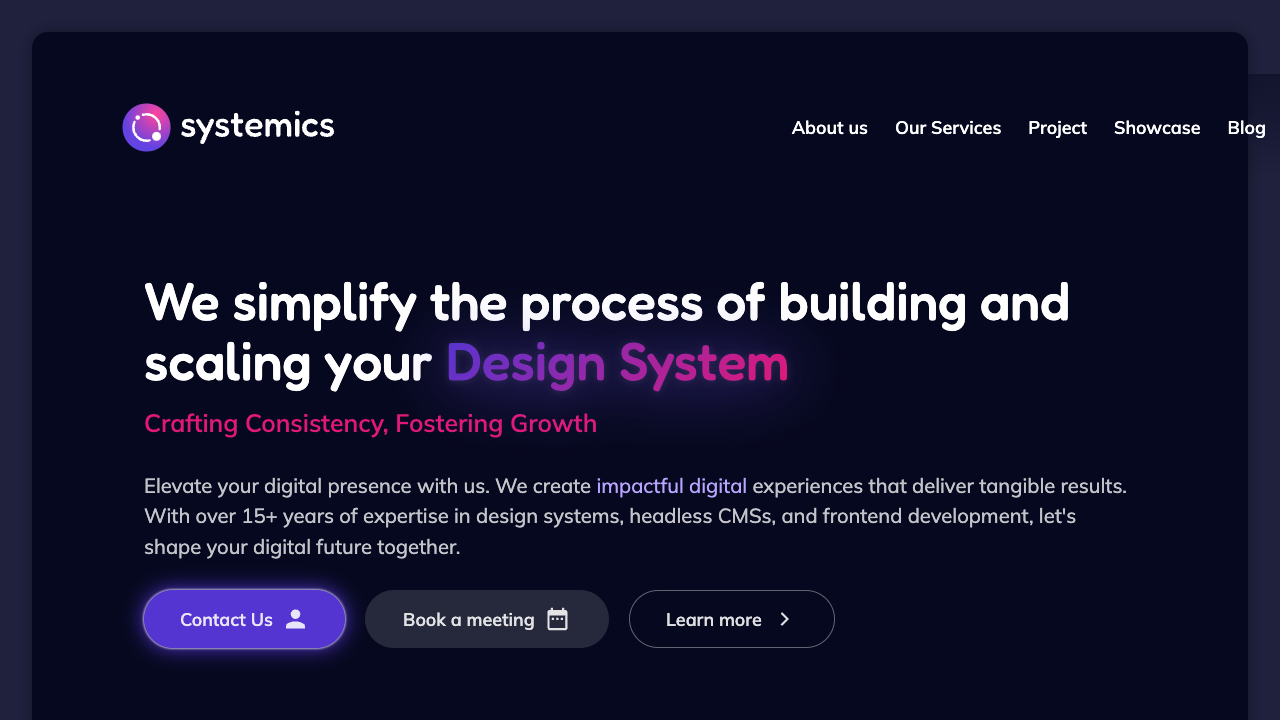 systemics
About us Our Services Project Showcase Blog
We simplify the process of building and
scaling your Design System
Crafting Consistency, Fostering Growth
Elevate your digital presence with us. We create impactful digital experiences that deliver tangible results.
With over 15+ years of expertise in design systems, headless CMSs, and frontend development, let's
shape your digital future together.
Contact Us Book a meeting Learn more